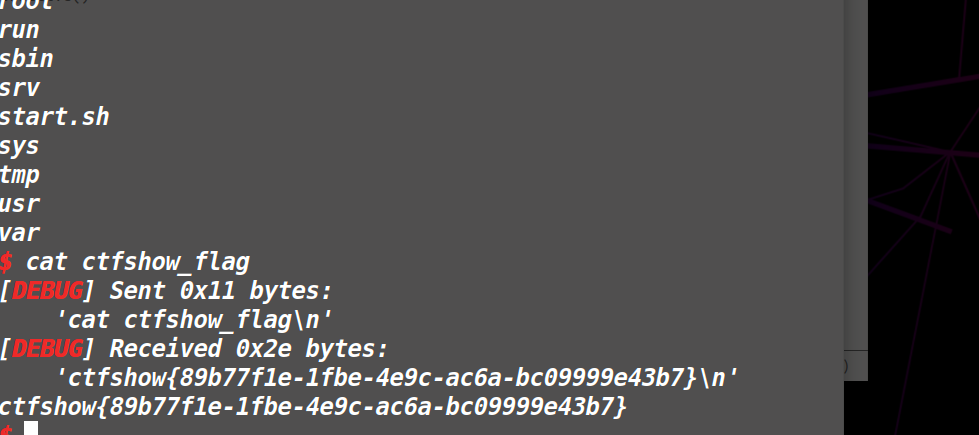 root
run
sbin
srv
start.sh
sys
tmp
usr
var
$ cat ctfshow_flag
[DEBUG] Sent 0x11 bytes:
    'cat ctfshow_flag\n'
[DEBUG] Received 0x2e bytes:
    'ctfshow{89b77f1e-1fbe-4e9c-ac6a-bc09999e43b7}\n'
ctfshow{89b77f1e-1fbe-4e9c-ac6a-bc09999e43b7}
$